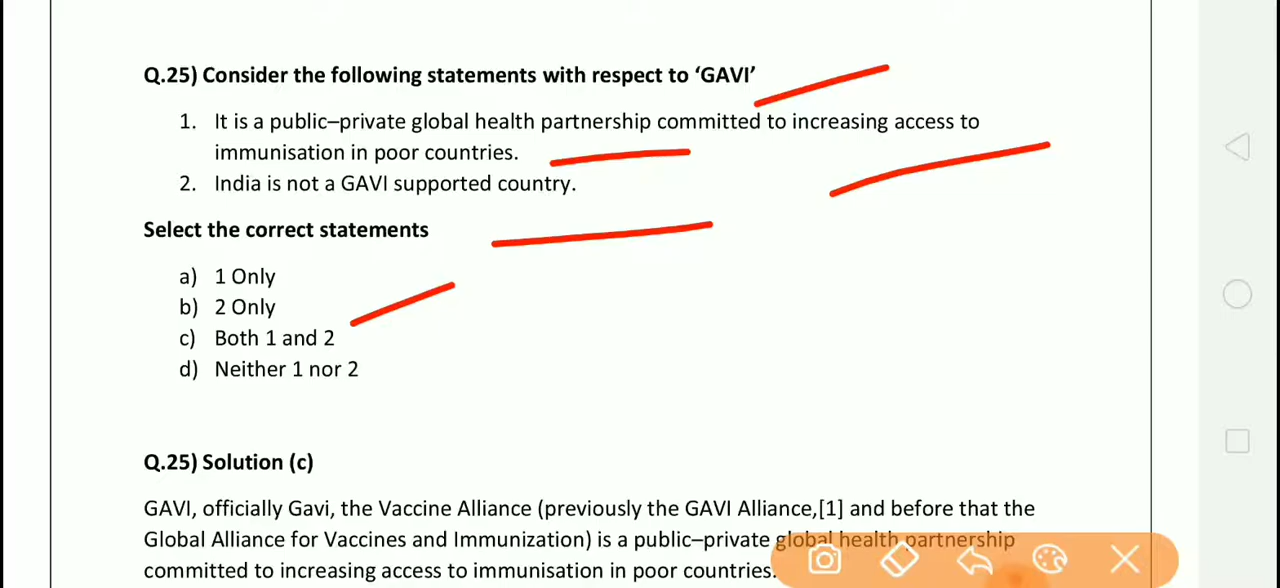 Q.25) Consider the following statements with respect to ‘GAVI’
1. It is a public–private global health partnership committed to increasing access to
immunisation in poor countries.
2. India is not a GAVI supported country.
Select the correct statements
a) 1 Only
b) 2 Only
c) Both 1 and 2
d) Neither 1 nor 2
Q.25) Solution (c)
GAVI, officially Gavi, the Vaccine Alliance (previously the GAVI Alliance,[1] and before that the
Global Alliance for Vaccines and Immunization) is a public–private global health partnership
committed to increasing access to immunisation in poor countries.